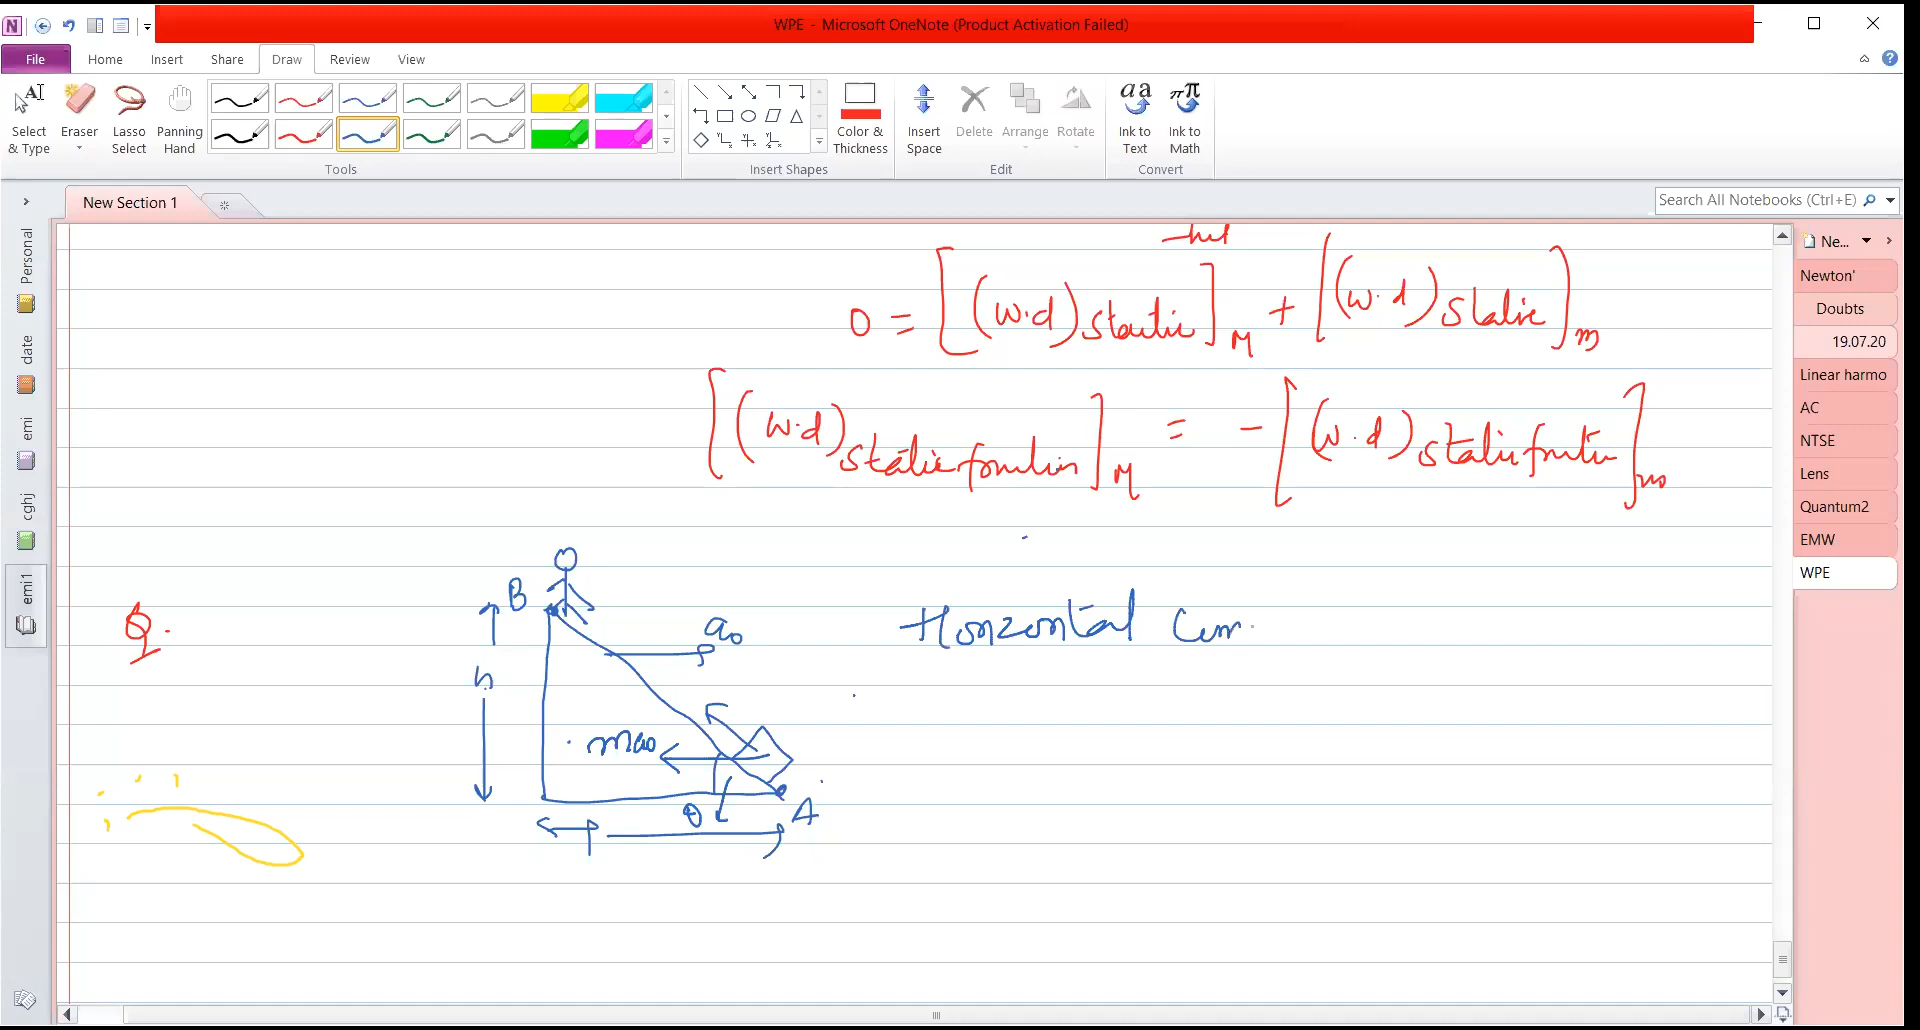 WPE - Microsoft OneNote (Product Activation Failed)
File Home Insert Share Draw Review View
Select & Type
Eraser
Lasso Select
Panning Hand
Color & Thickness
Insert Space
Delete
Arrange
Rotate
Ink to Text
Ink to Math
Tools
Insert Shapes
Edit
Convert
New Section 1
Search All Notebooks (Ctrl+E)
Personal
date
emi
cghj
emi1
Ne...
Newton'
Doubts
19.07.20
Linear harmo
AC
NTSE
Lens
Quantum2
EMW
WPE
0 = [(W.d)static]M + [(W.d)static]m
[(W.d)static friction]M = -[(W.d)static friction]m
Q.
B
a₀
h
ma₀
θ
A
Horizontal